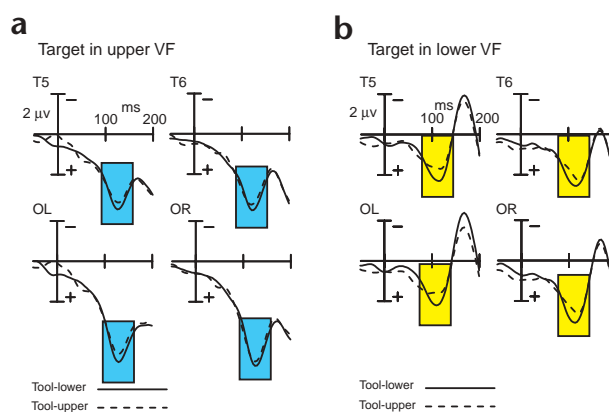 a
Target in upper VF
T5
T6
−
2 μv
100
ms
200
+
OL
OR
+
Tool-lower
Tool-upper
b
Target in lower VF
T5
T6
−
2 μv
100
ms
200
+
−
+
OL
OR
−
+
−
+
Tool-lower
Tool-upper